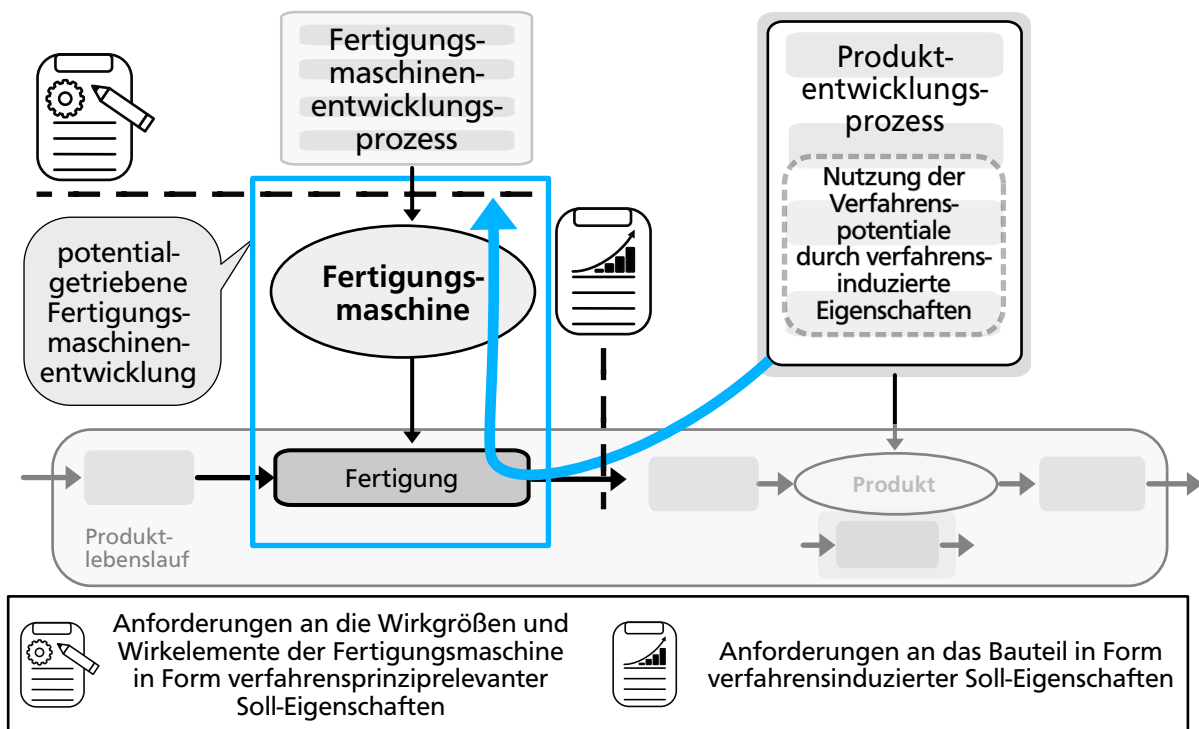 Fertigungs-
maschinen-
entwicklungs-
prozess
Produkt-
entwicklungs-
prozess
Nutzung der
Verfahrens-
potentiale
durch verfahrens-
induzierte
Eigenschaften
potential-
getriebene
Fertigungs-
maschinen-
entwicklung
Fertigungs-
maschine
Fertigung
Produkt
Produkt-
lebenslauf
Anforderungen an die Wirkgrößen und
Wirkelemente der Fertigungsmaschine
in Form verfahrensprinziprelevanter
Soll-Eigenschaften
Anforderungen an das Bauteil in Form
verfahrensinduzierter Soll-Eigenschaften